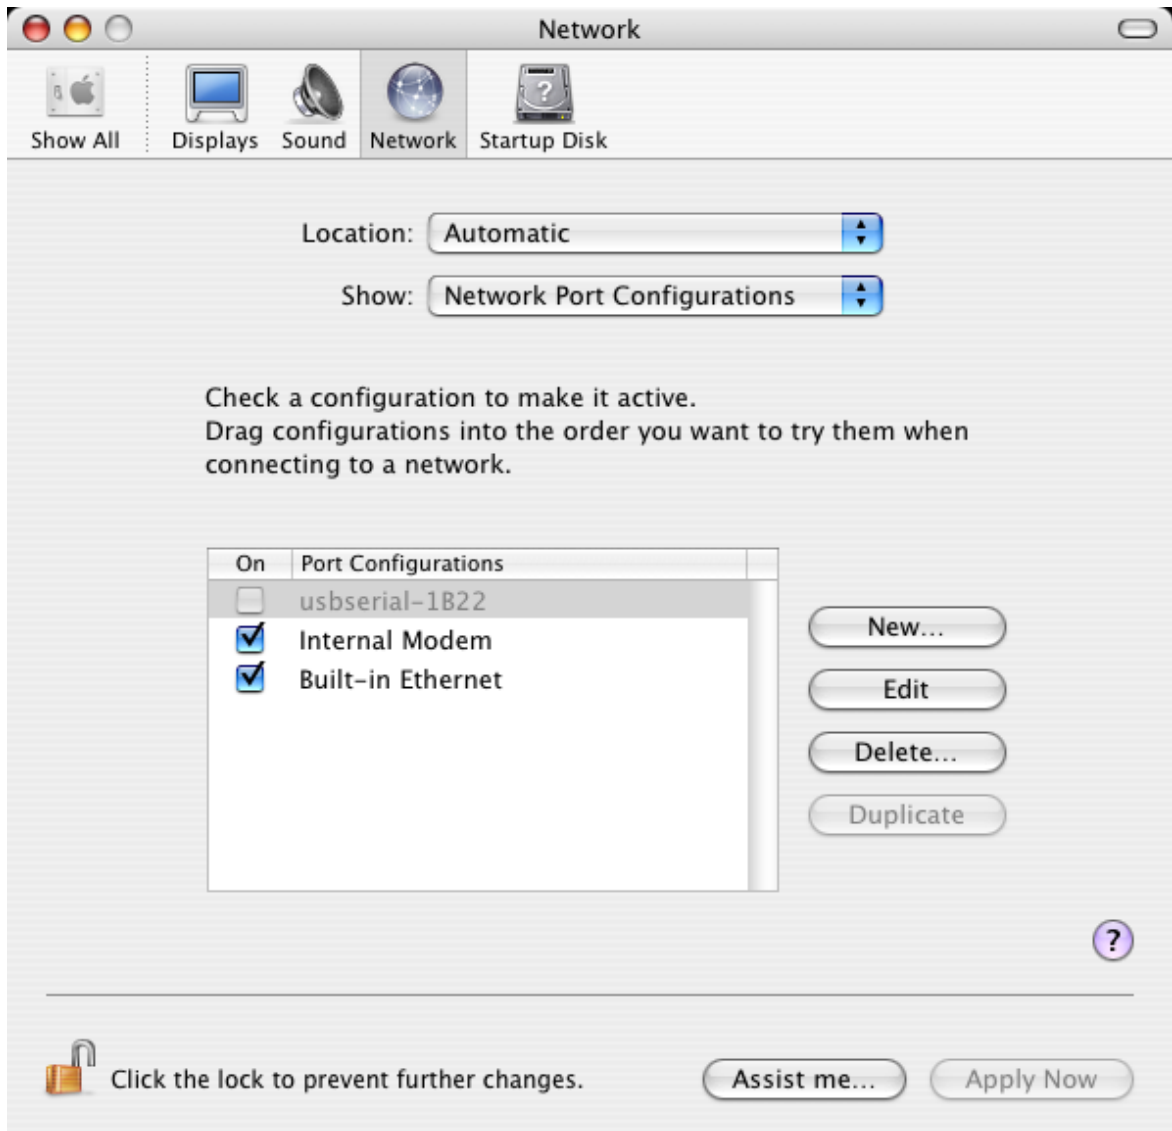 Network
Show All Displays Sound Network Startup Disk
Location: Automatic
Show: Network Port Configurations
Check a configuration to make it active.
Drag configurations into the order you want to try them when
connecting to a network.
On Port Configurations
usbserial-1B22
Internal Modem
Built-in Ethernet
New...
Edit
Delete...
Duplicate
?
Click the lock to prevent further changes. Assist me... Apply Now